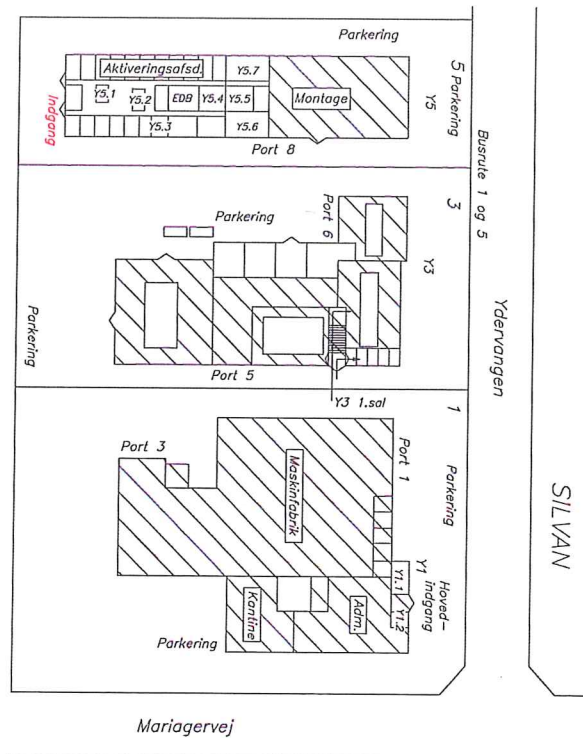 Parkering
5
Parkering
Y5
Aktiveringsafsd.
Y5.7
Y5.1
Y5.2
EDB
Y5.4
Y5.5
Montage
Y5.3
Y5.6
Indgang
Port 8
Busrute 1 og 5
Ydervangen
SILVAN
3
Y3
Parkering
Port 6
Parkering
Port 5
Y3 1.sal
1
Parkering
Port 1
Port 3
Maskinfabrik
Y1
Hoved-
indgang
Y1.1
Y1.2
Adm.
Kantine
Parkering
Mariagervej